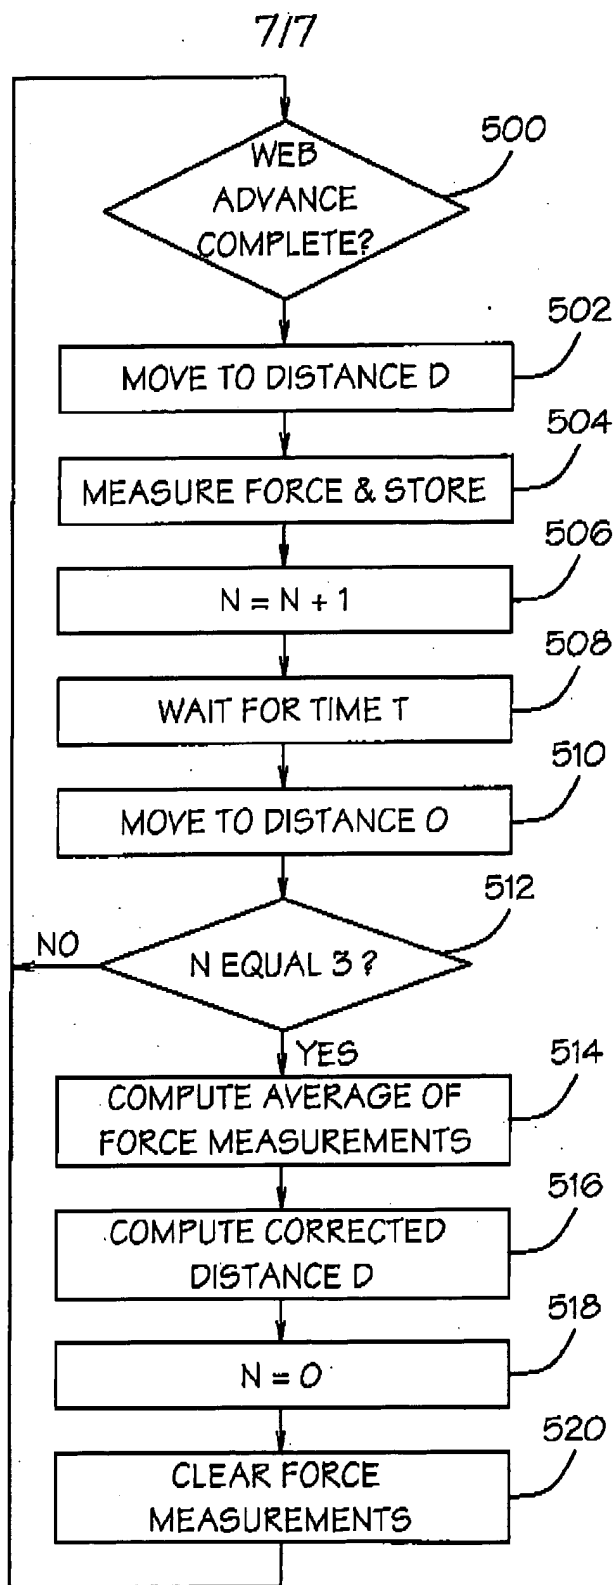 7/7
WEB
ADVANCE
COMPLETE?
500
MOVE TO DISTANCE D
502
MEASURE FORCE & STORE
504
N = N + 1
506
WAIT FOR TIME T
508
MOVE TO DISTANCE O
510
N EQUAL 3 ?
512
NO
YES
COMPUTE AVERAGE OF
FORCE MEASUREMENTS
514
COMPUTE CORRECTED
DISTANCE D
516
N = O
518
CLEAR FORCE
MEASUREMENTS
520